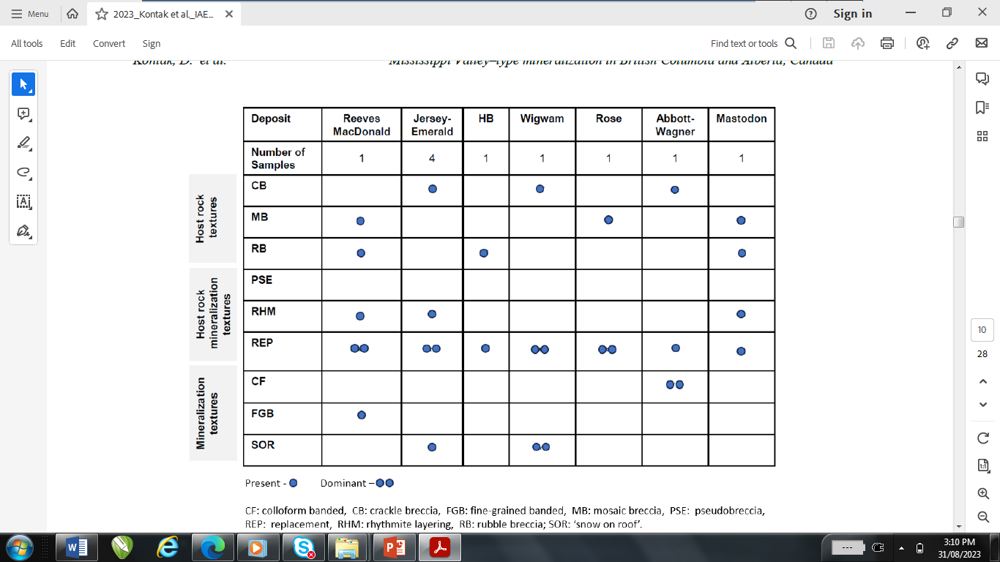 Menu
2023_Kontak et al._IAE...
Sign in
All tools
Edit
Convert
Sign
Find text or tools
Kontak, D. et al.
Mississippi Valley–type mineralization in British Columbia and Alberta, Canada
Deposit
Reeves MacDonald
Jersey-Emerald
HB
Wigwam
Rose
Abbott-Wagner
Mastodon
Number of Samples
1
4
1
1
1
1
1
Host rock textures
CB
MB
RB
Host rock mineralization textures
PSE
RHM
REP
Mineralization textures
CF
FGB
SOR
Present -
Dominant –
CF: colloform banded, CB: crackle breccia, FGB: fine-grained banded, MB: mosaic breccia, PSE: pseudobreccia,
REP: replacement, RHM: rhythmite layering, RB: rubble breccia; SOR: ‘snow on roof’.
10
28
1:1
3:10 PM
31/08/2023